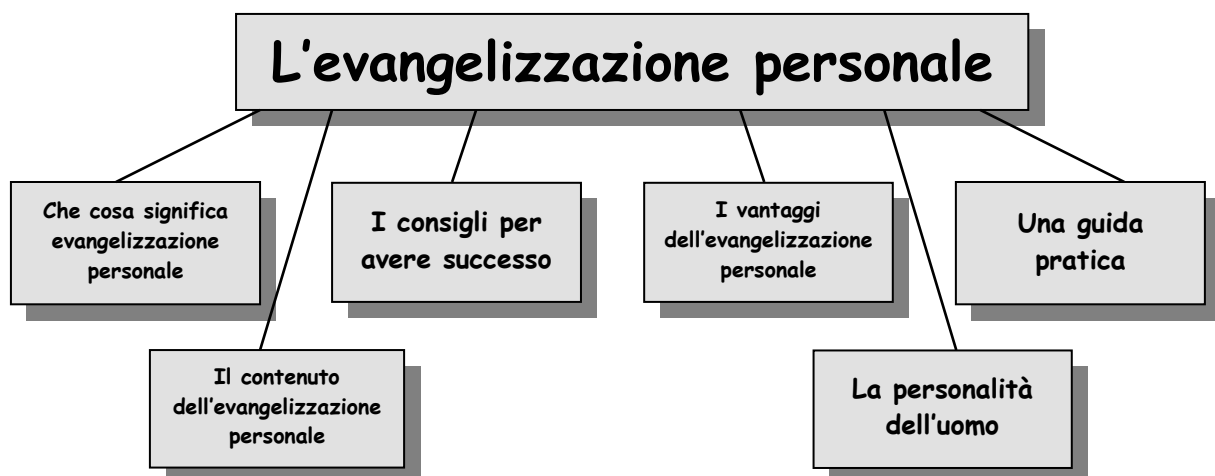 L'evangelizzazione personale
Che cosa significa
evangelizzazione
personale
I consigli per
avere successo
I vantaggi
dell'evangelizzazione
personale
Una guida
pratica
Il contenuto
dell'evangelizzazione
personale
La personalità
dell'uomo